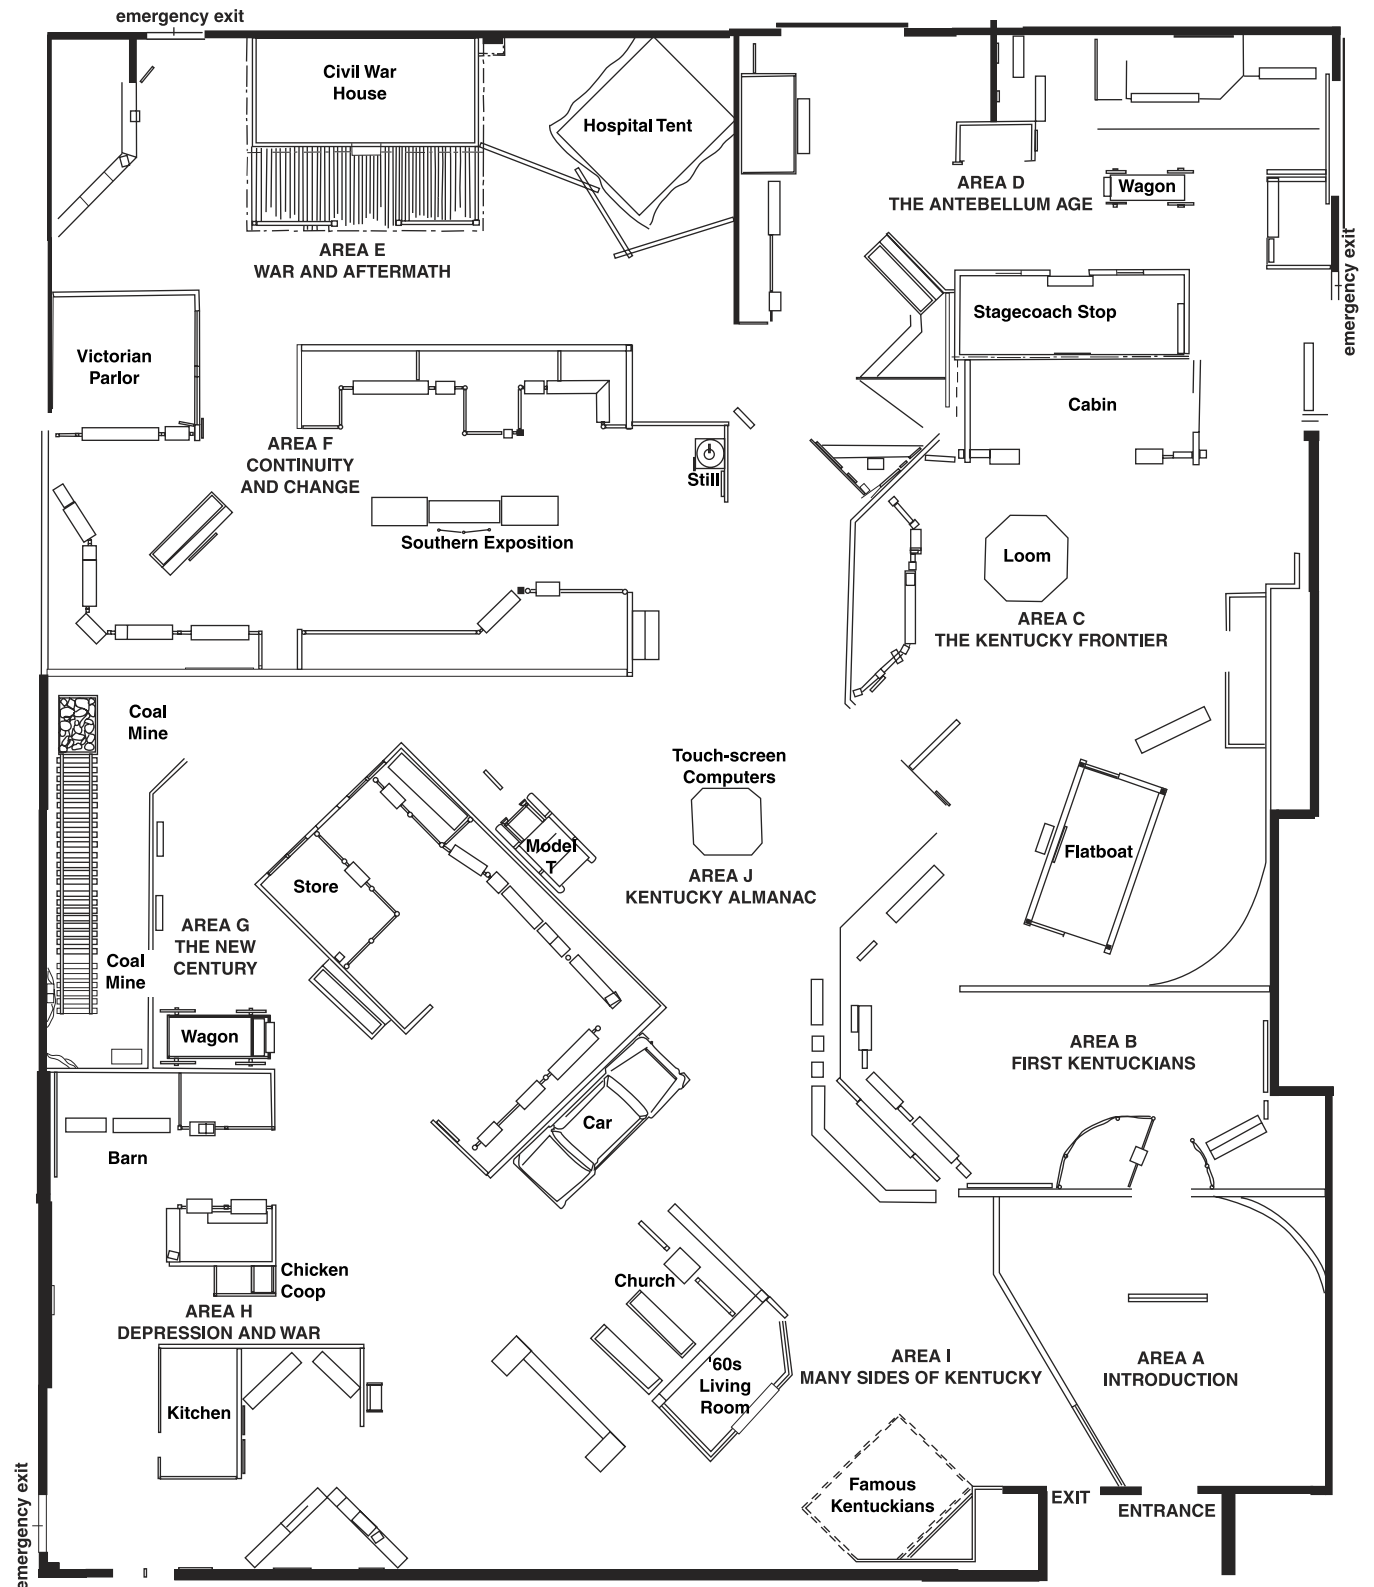 emergency exit
Civil War
House
Hospital Tent
AREA D
THE ANTEBELLUM AGE
Wagon
AREA E
WAR AND AFTERMATH
emergency exit
Stagecoach Stop
Victorian
Parlor
Cabin
AREA F
CONTINUITY
AND CHANGE
Still
Southern Exposition
Loom
AREA C
THE KENTUCKY FRONTIER
Coal
Mine
Touch-screen
Computers
Model
T
Flatboat
Store
AREA J
KENTUCKY ALMANAC
AREA G
THE NEW
CENTURY
Coal
Mine
Wagon
AREA B
FIRST KENTUCKIANS
Car
Barn
Chicken
Coop
Church
AREA H
DEPRESSION AND WAR
'60s
Living
Room
AREA I
MANY SIDES OF KENTUCKY
AREA A
INTRODUCTION
Kitchen
Famous
Kentuckians
EXIT
ENTRANCE
emergency exit